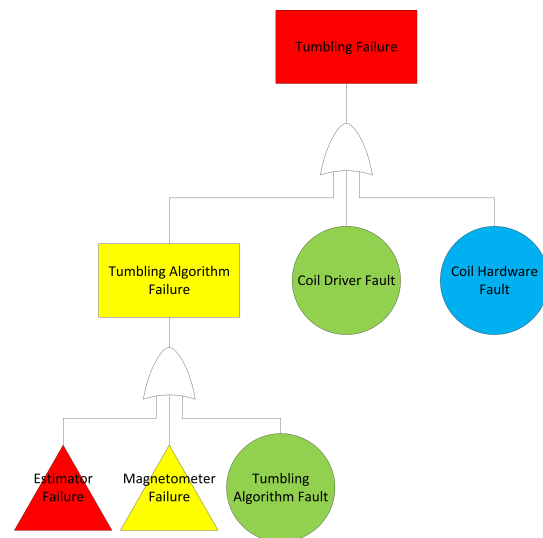 Tumbling Failure
Tumbling Algorithm
Failure
Coil Driver Fault
Coil Hardware
Fault
Estimator
Failure
Magnetometer
Failure
Tumbling
Algorithm Fault